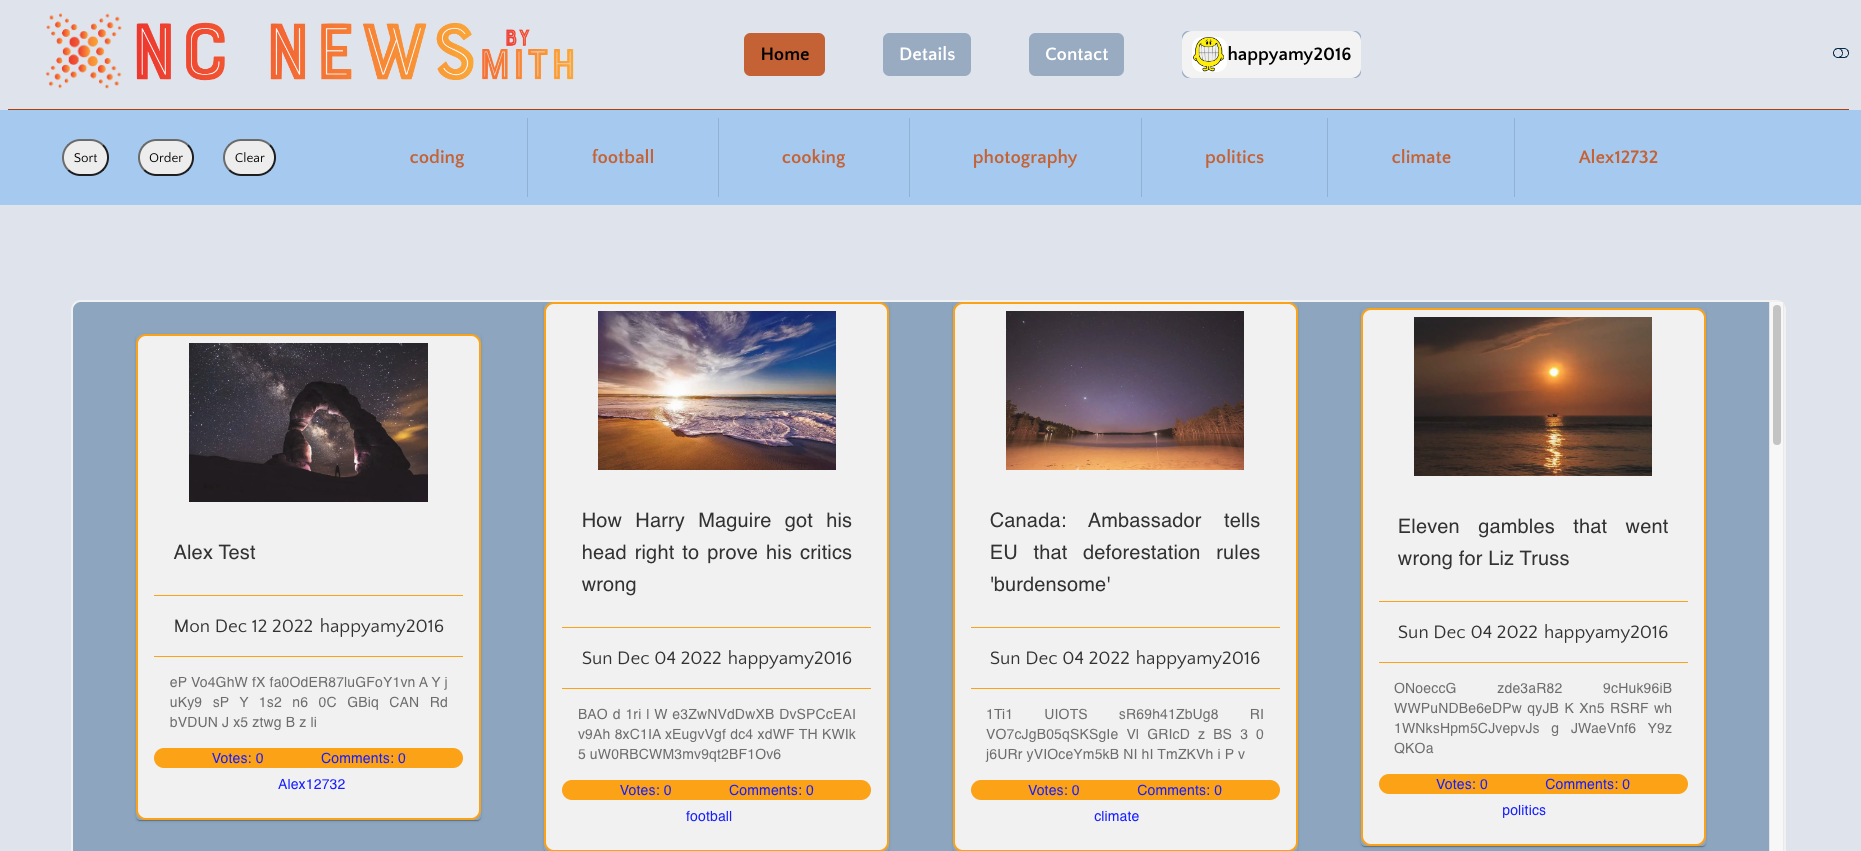 NC NEWS BY SMITH
Home
Details
Contact
happyamy2016
Sort
Order
Clear
coding
football
cooking
photography
politics
climate
Alex12732
Alex Test
Mon Dec 12 2022 happyamy2016
eP Vo4GhW fX fa0OdER87luGFoY1vn A Y j
uKy9 sP Y 1s2 n6 0C GBiq CAN Rd
bVDUN J x5 ztwg B z li
Votes: 0 Comments: 0
Alex12732
How Harry Maguire got his
head right to prove his critics
wrong
Sun Dec 04 2022 happyamy2016
BAO d 1ri l W e3ZwNVdDwXB DvSPCcEAI
v9Ah 8xC1IA xEugvVgf dc4 xdWF TH KWIk
5 uW0RBCWM3mv9qt2BF1Ov6
Votes: 0 Comments: 0
football
Canada: Ambassador tells
EU that deforestation rules
'burdensome'
Sun Dec 04 2022 happyamy2016
1Ti1 UIOTS sR69h41ZbUg8 RI
VO7cJgB05qSKSgIe VI GRIcD z BS 3 0
j6URr yVIOceYm5kB NI hI TmZKVh i P v
Votes: 0 Comments: 0
climate
Eleven gambles that went
wrong for Liz Truss
Sun Dec 04 2022 happyamy2016
ONoeccG zde3aR82 9cHuk96iB
WWPuNDBe6eDPw qyJB K Xn5 RSRF wh
1WNksHpm5CJvepvJs g JWaeVnf6 Y9z
QKOa
Votes: 0 Comments: 0
politics